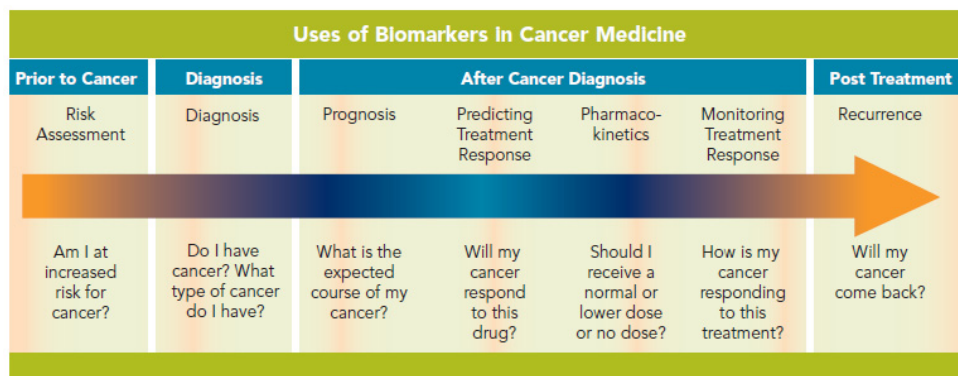 Uses of Biomarkers in Cancer Medicine
Prior to Cancer
Diagnosis
After Cancer Diagnosis
Post Treatment
Risk
Assessment
Diagnosis
Prognosis
Predicting
Treatment
Response
Pharmaco-
kinetics
Monitoring
Treatment
Response
Recurrence
Am I at
increased
risk for
cancer?
Do I have
cancer? What
type of cancer
do I have?
What is the
expected
course of my
cancer?
Will my
cancer
respond
to this
drug?
Should I
receive a
normal or
lower dose
or no dose?
How is my
cancer
responding
to this
treatment?
Will my
cancer
come back?